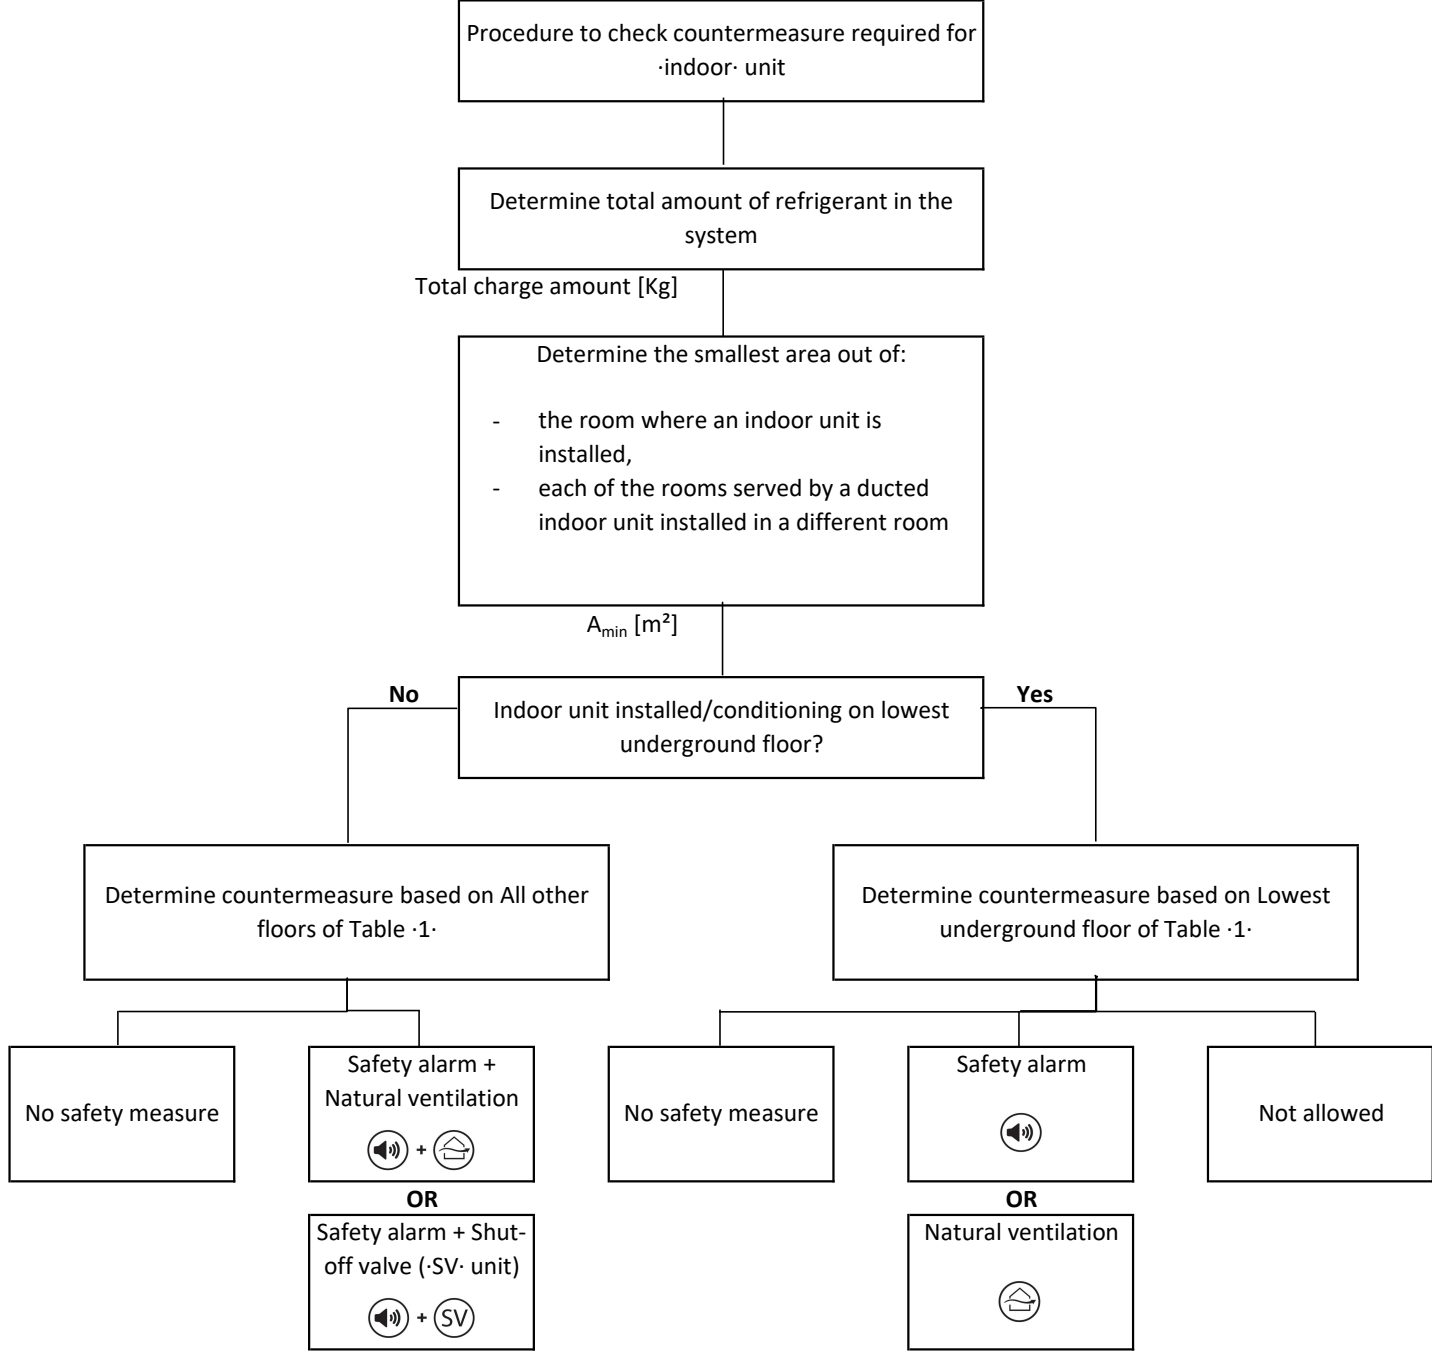 Procedure to check countermeasure required for
·indoor· unit
Determine total amount of refrigerant in the
system
Total charge amount [Kg]
Determine the smallest area out of:
- the room where an indoor unit is
installed,
- each of the rooms served by a ducted
indoor unit installed in a different room
Amin [m²]
No
Yes
Indoor unit installed/conditioning on lowest
underground floor?
Determine countermeasure based on All other
floors of Table ·1·
Determine countermeasure based on Lowest
underground floor of Table ·1·
No safety measure
Safety alarm +
Natural ventilation
+
OR
Safety alarm + Shut-
off valve (·SV· unit)
+ SV
No safety measure
Safety alarm
OR
Natural ventilation
Not allowed